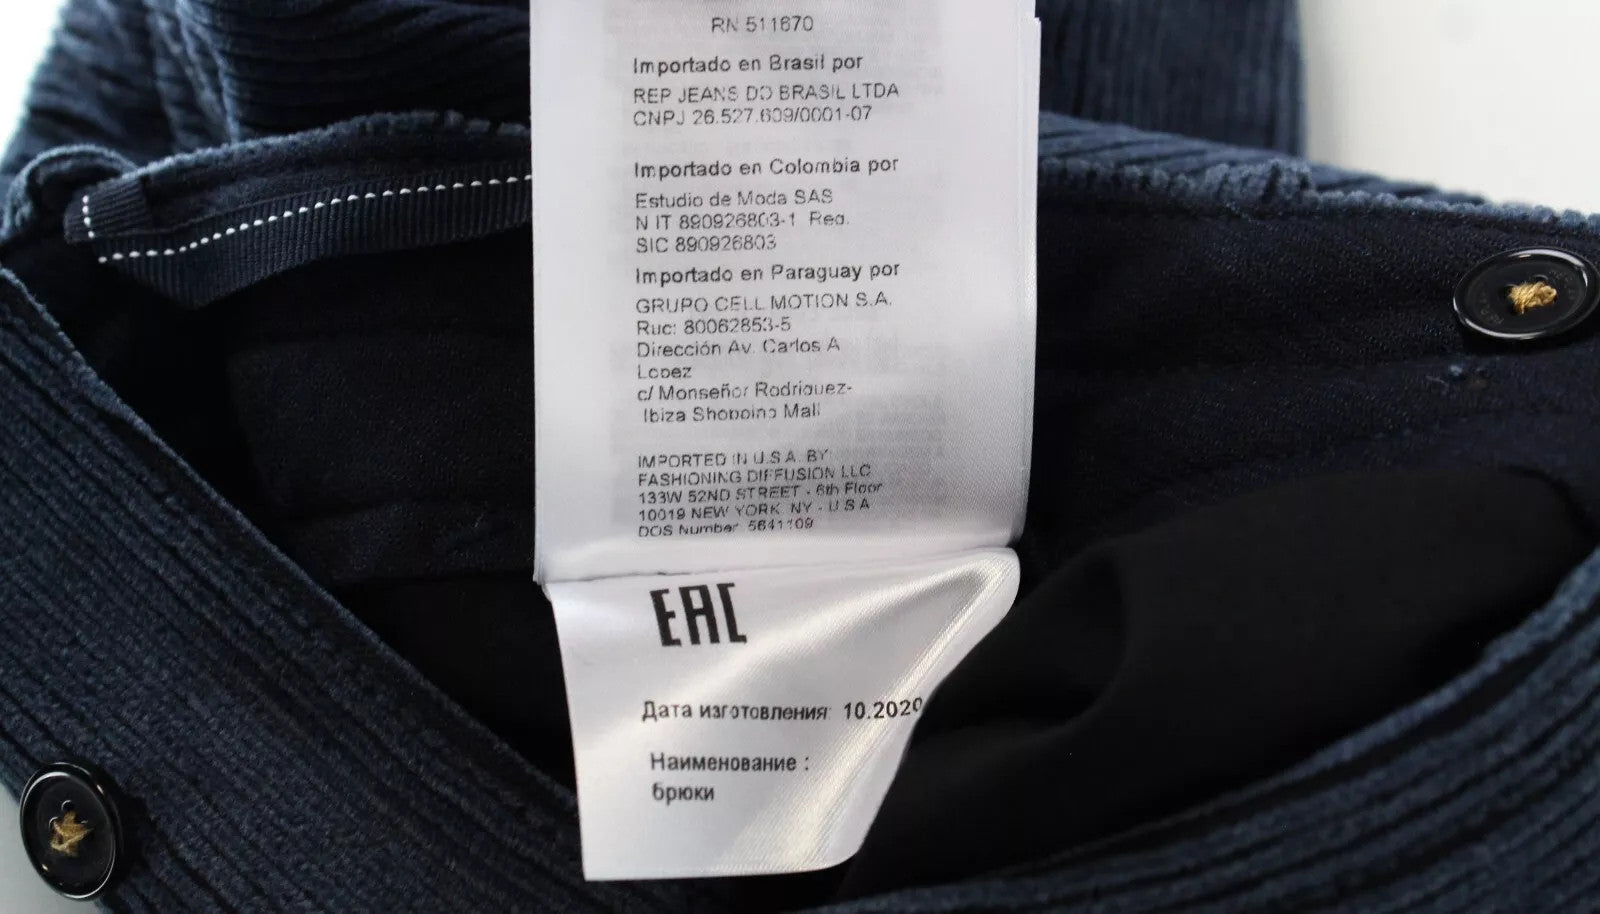 RN 511670
Importado en Brasil por
REP JEANS DO BRASIL LTDA
CNPJ 26.527.609/0001-07
Importado en Colombia por
Estudio de Moda SAS
N IT 890926803-1 Reg.
SIC 890926803
Importado en Paraguay por
GRUPO CELL MOTION S.A.
Ruc: 80062853-5
Dirección Av. Carlos A
Lopez
c/ Monseñor Rodriguez-
Ibiza Shopping Mall
IMPORTED IN U.S.A. BY
FASHIONING DIFFUSION LLC
133W 52ND STREET - 6th Floor
10019 NEW YORK NY - U S A
DOS Number 5641109
EAC
Дата изготовления: 10.2020
Наименование :
брюки